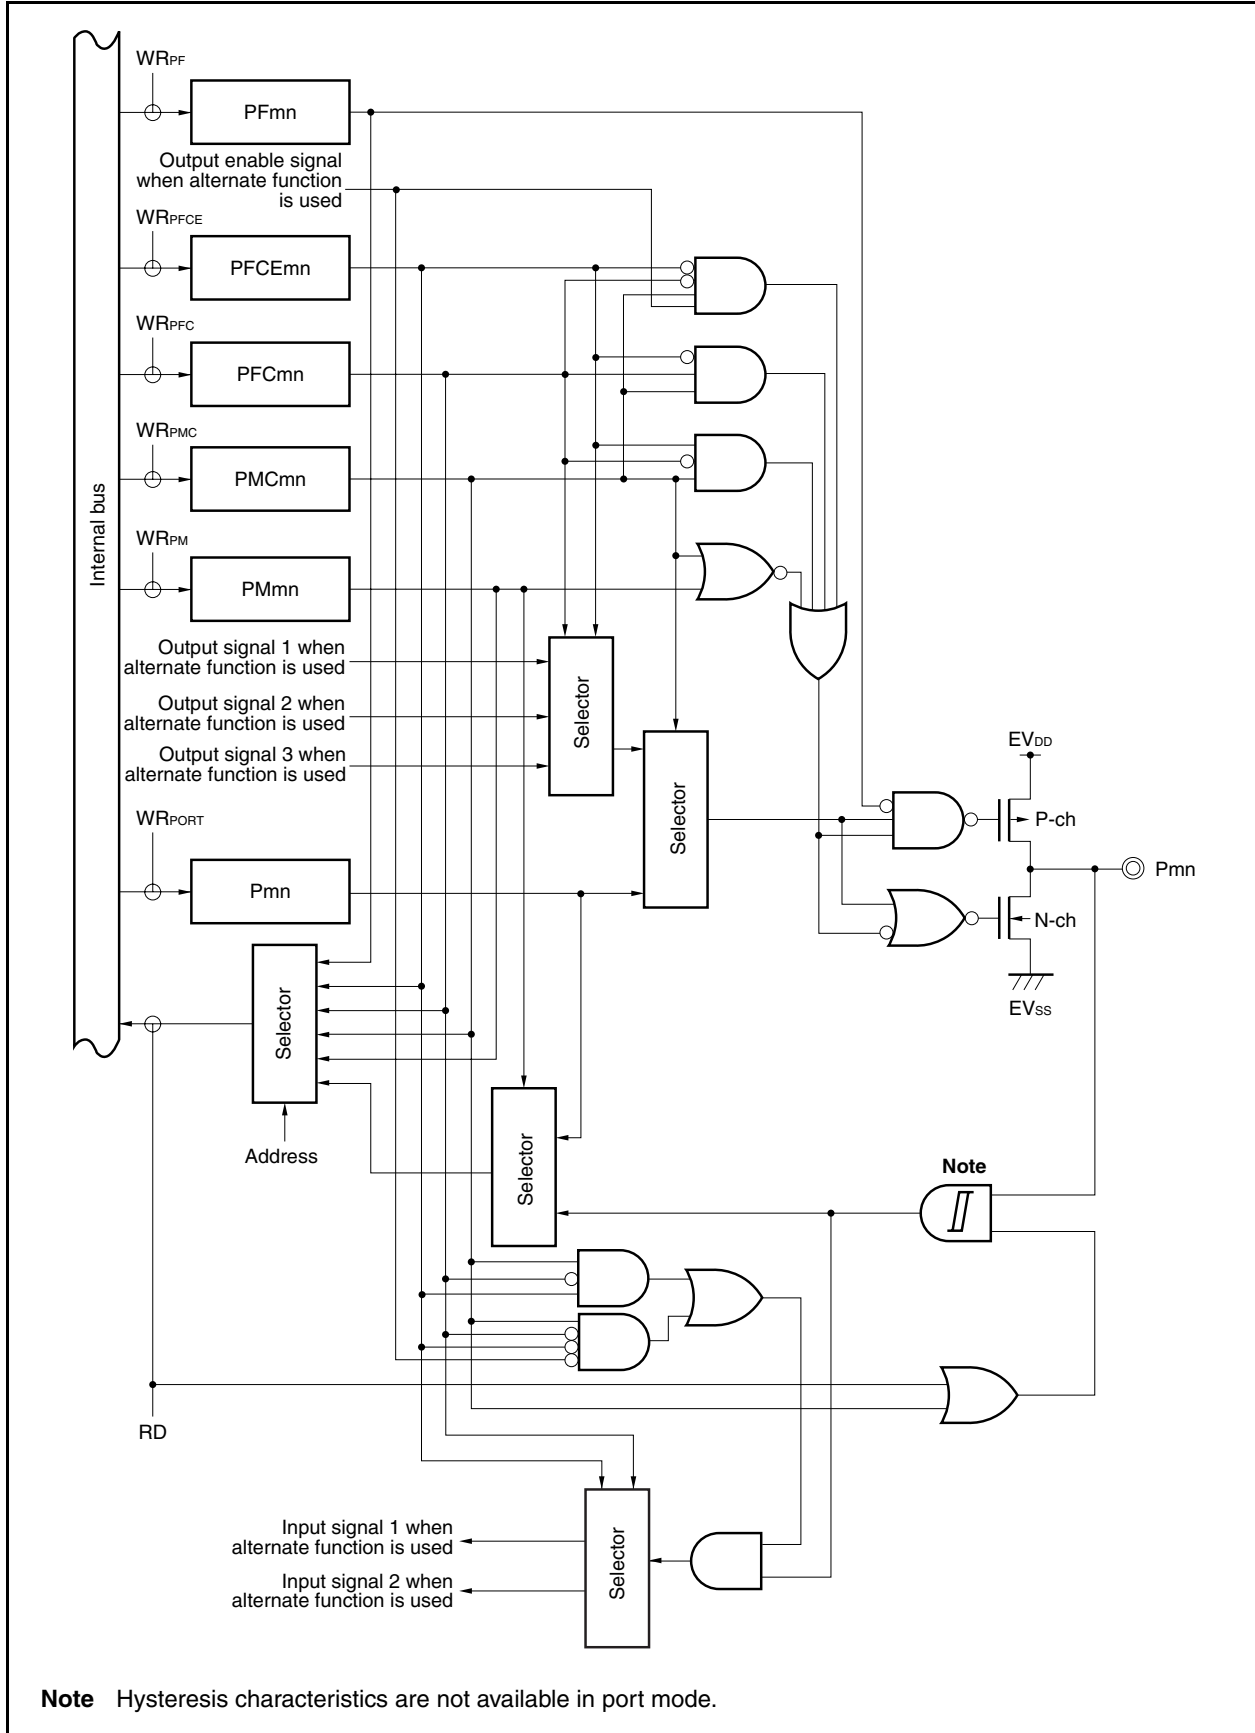 WRPF
PFmn
Output enable signal
when alternate function
is used
WRPFCE
PFCEmn
WRPFC
PFCmn
WRPMC
PMCmn
Internal bus
WRPM
PMmn
Output signal 1 when
alternate function is used
Output signal 2 when
alternate function is used
Output signal 3 when
alternate function is used
Selector
Selector
EVDD
P-ch
WRPORT
Pmn
Pmn
N-ch
EVSS
Selector
Address
Selector
Note
RD
Input signal 1 when
alternate function is used
Input signal 2 when
alternate function is used
Selector
Note Hysteresis characteristics are not available in port mode.